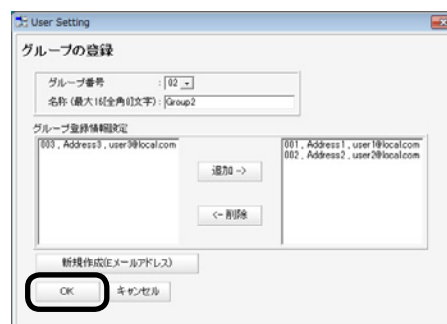 User Setting
グループの登録
グループ番号 : 02
名称 (最大16[全角8]文字) : Group2
グループ登録情報設定
003 , Address3 , user3@local.com
001 , Address1 , user1@local.com
002 , Address2 , user2@local.com
追加 ->
<- 削除
新規作成(Eメールアドレス)
OK
キャンセル